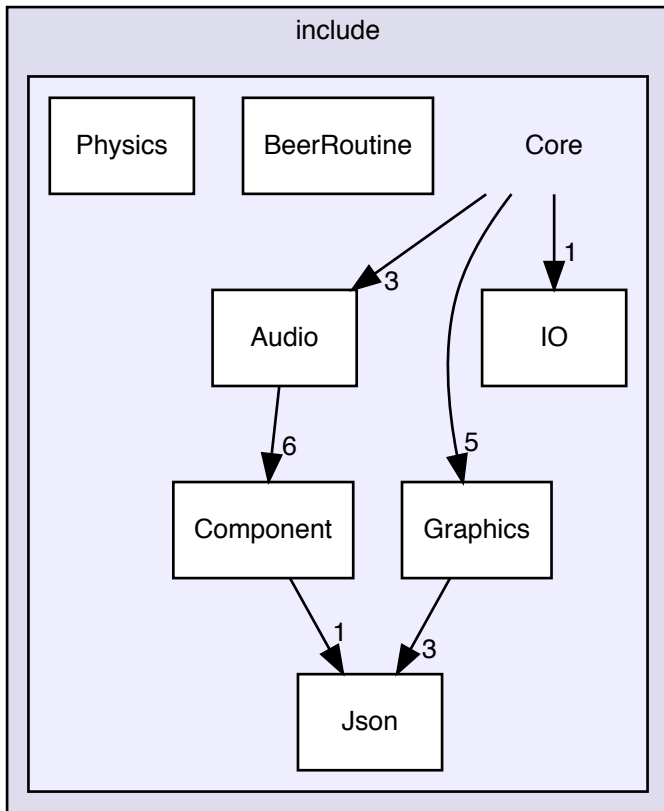 include
Physics
BeerRoutine
Core
3
1
Audio
IO
6
5
Component
Graphics
1
3
Json